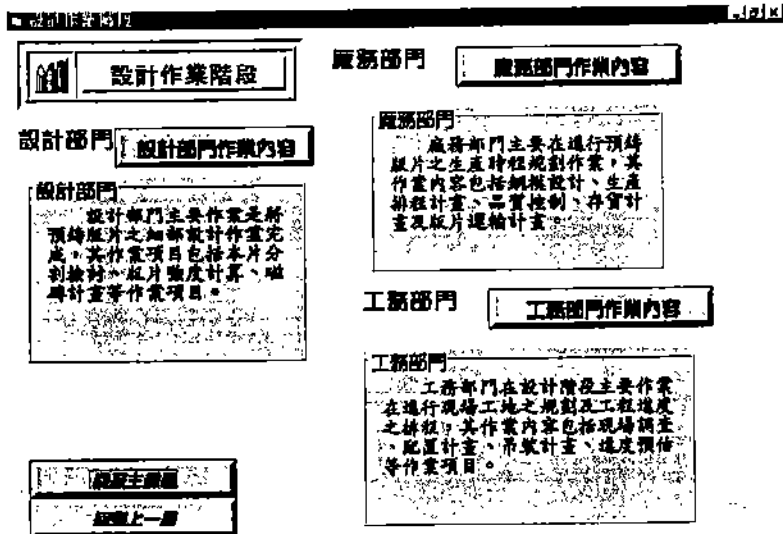 設計作業階段
設計作業階段
設計部門
設計部門作業內容
設計部門
設計部門主要作業是將
預鑄版片之細部設計作業完
成。其作業項目包括本片分
割檢討、版片強度計算、磁
磚計畫等作業項目。
廠務部門
廠務部門作業內容
廠務部門
廠務部門主要在進行預鑄
版片之生產時程規劃作業，其
作業內容包括鋼模設計、生產
排程計畫、品質控制、存貨計
畫及版片運輸計畫。
工務部門
工務部門作業內容
工務部門
工務部門在設計階段主要作業
在進行現場工地之規劃及工程進度
之排程，其作業內容包括現場調查
、配置計畫、吊裝計畫、進度預估
等作業項目。
回到上一層